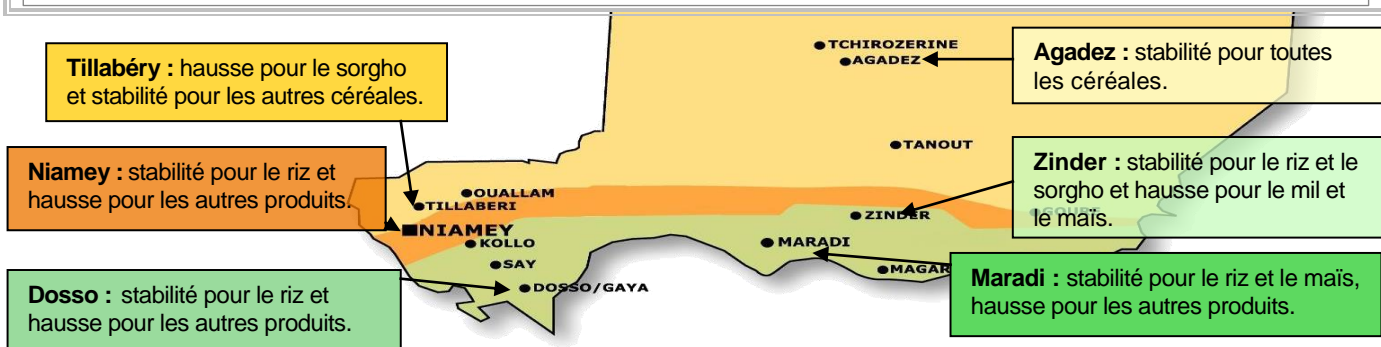 Tillabéry : hausse pour le sorgho
et stabilité pour les autres céréales.
TCHIROZERINE
AGADEZ
Agadez : stabilité pour toutes
les céréales.
Niamey : stabilité pour le riz et
hausse pour les autres produits.
TANOUT
Zinder : stabilité pour le riz et le
sorgho et hausse pour le mil et
le maïs.
OUALLAM
TILLABERI
ZINDER
NIAMEY
KOLLO
MARADI
SAY
MAGAR
DOSSO/GAYA
Dosso : stabilité pour le riz et
hausse pour les autres produits.
Maradi : stabilité pour le riz et le maïs,
hausse pour les autres produits.